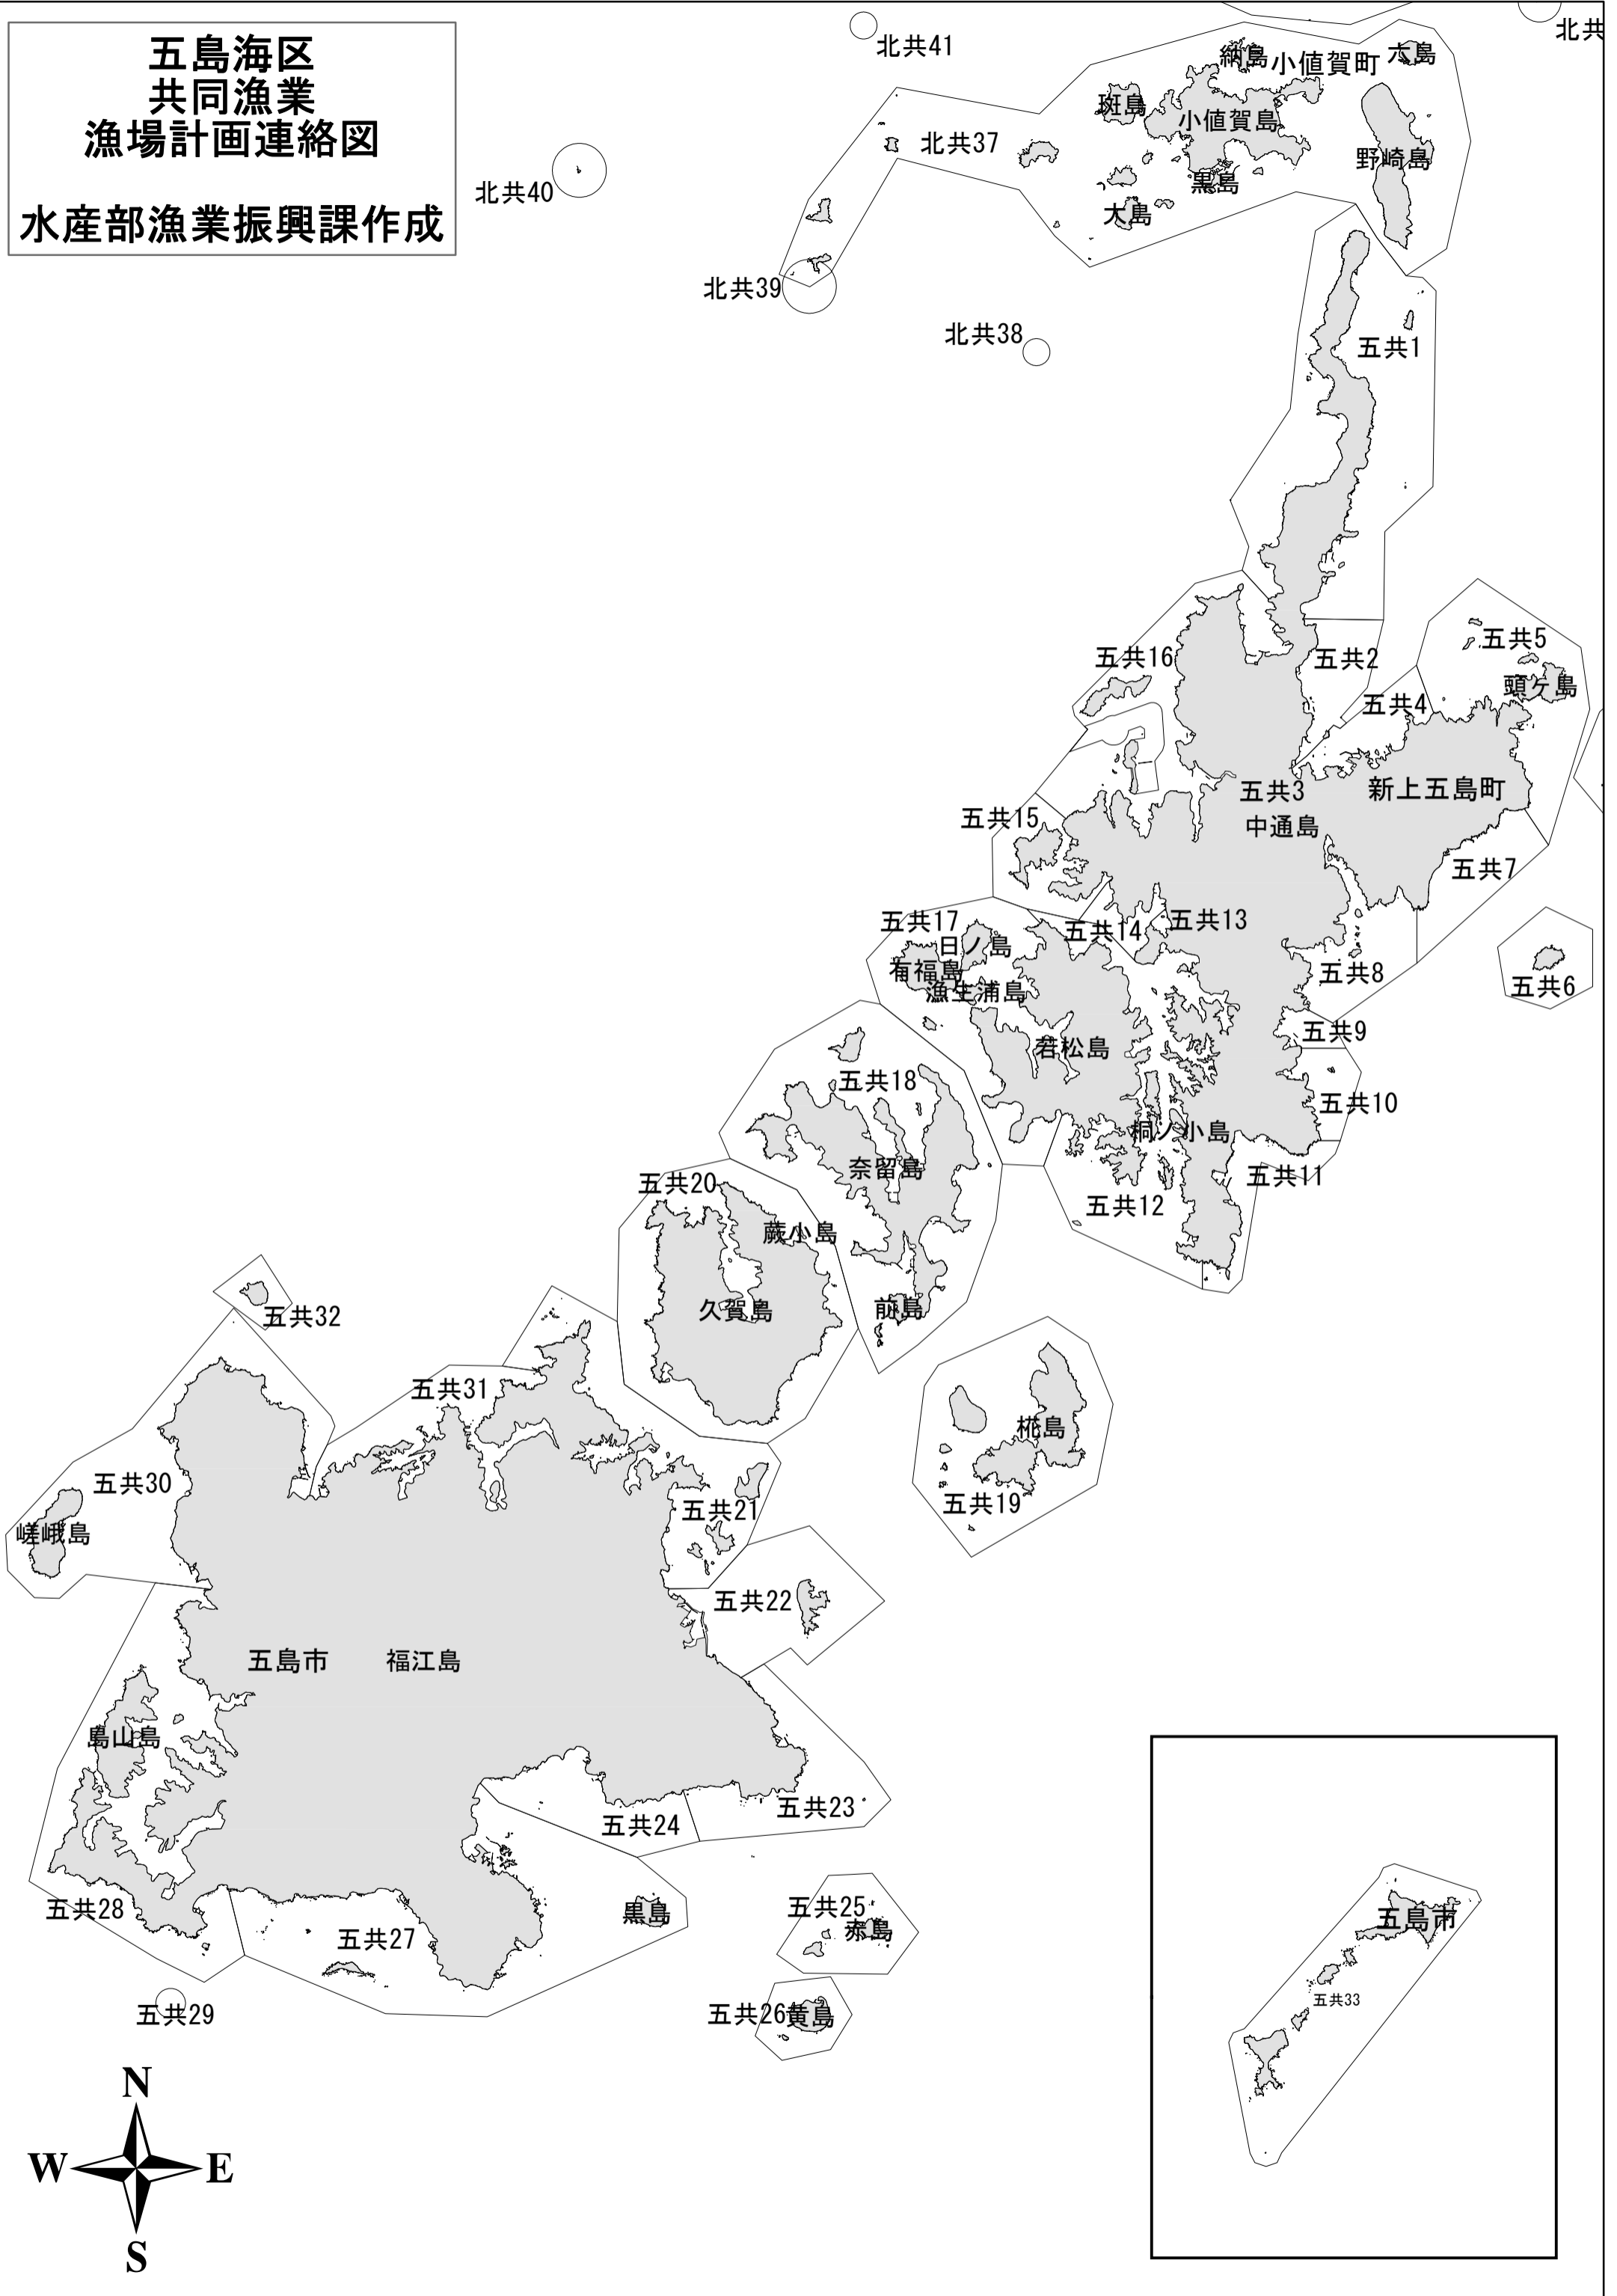 五島海区
共同漁業
漁場計画連絡図
水産部漁業振興課作成
北共41
北共
納島
小値賀町
六島
斑島
小値賀島
北共37
野崎島
北共40
黒島
大島
北共39
北共38
五共1
五共5
五共16
五共2
頭ヶ島
五共4
五共3
新上五島町
五共15
中通島
五共7
五共17
五共14
五共13
日ノ島
有福島
五共8
五共6
漁生浦島
五共9
若松島
五共18
五共10
桐ノ小島
奈留島
五共11
五共20
五共12
蕨小島
久賀島
前島
五共32
五共31
椛島
五共30
五共19
五共21
嵯峨島
五共22
五島市
福江島
島山島
五共23
五共24
五共28
黒島
五共25
赤島
五共27
五島市
五共29
五共26
黄島
五共33
N
W
E
S